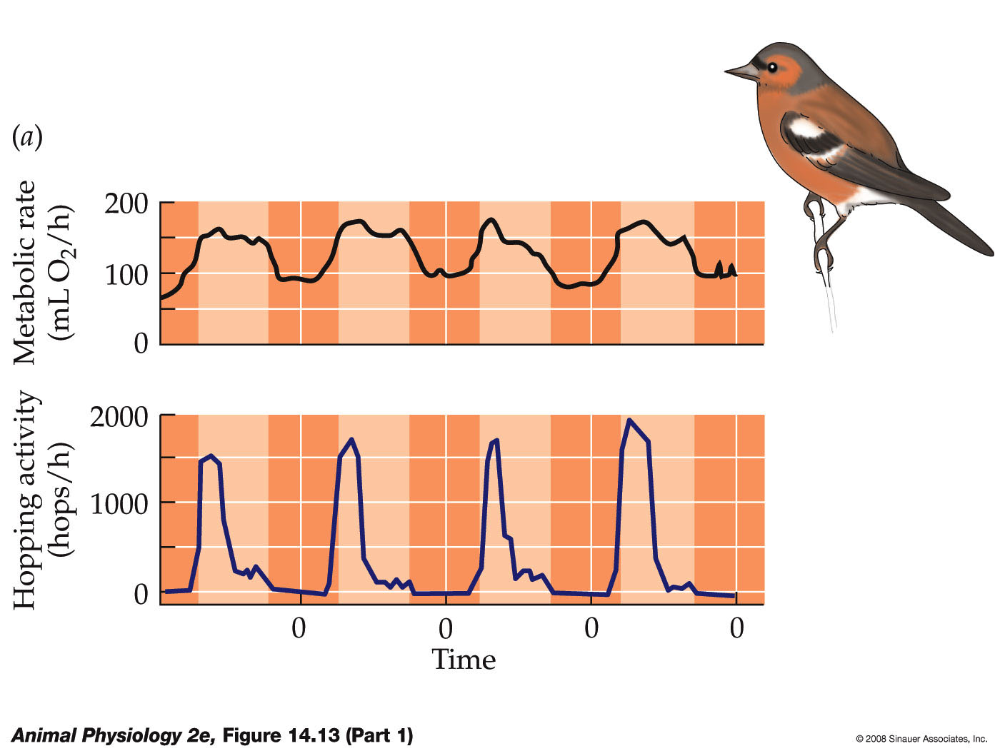 (a)
Metabolic rate
(mL O₂/h)
200
100
0
Hopping activity
(hops/h)
2000
1000
0
0 0 0 0
Time
Animal Physiology 2e, Figure 14.13 (Part 1)
© 2008 Sinauer Associates, Inc.